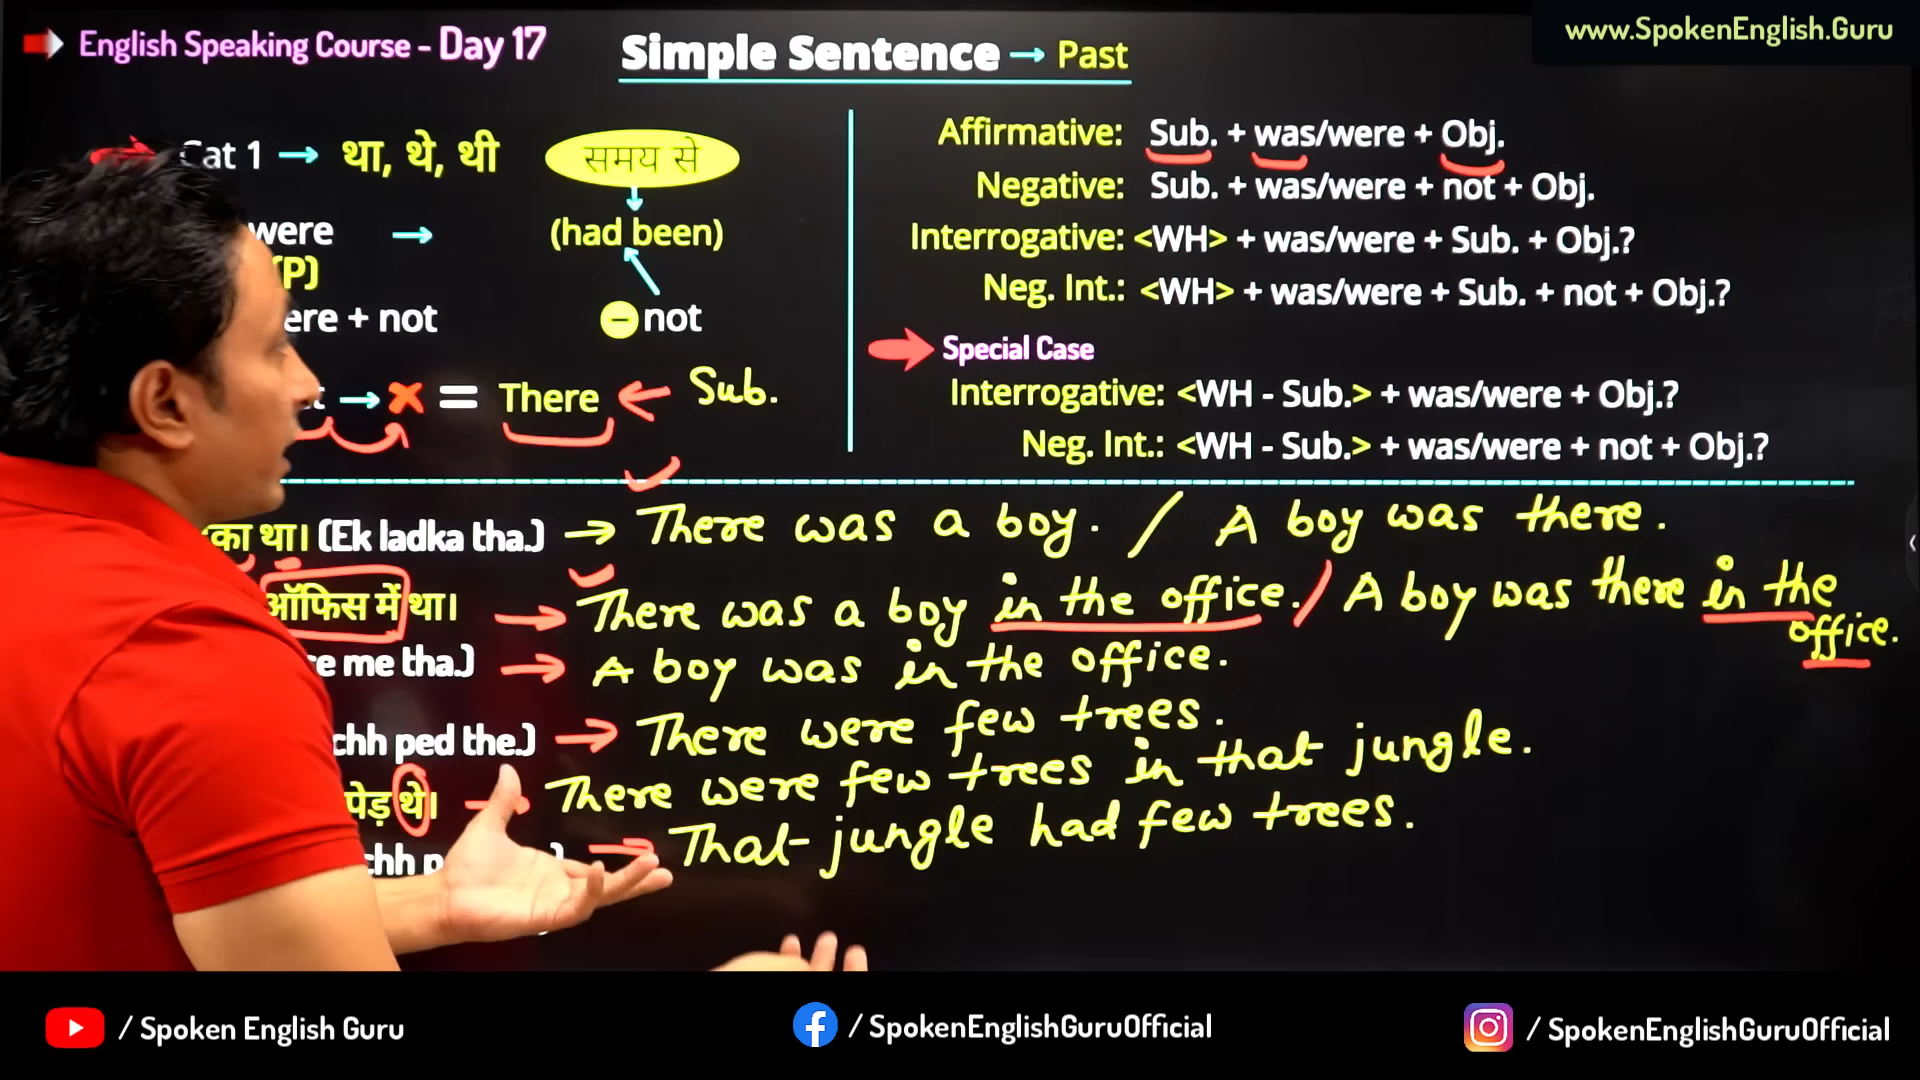 English Speaking Course - Day 17
Simple Sentence → Past
www.SpokenEnglish.Guru
Cat 1 → था, थे, थी
समय से
were →
(had been)
(P)
+ not
– not
→ × = There ← Sub.
Affirmative: Sub. + was/were + Obj.
Negative: Sub. + was/were + not + Obj.
Interrogative: <WH> + was/were + Sub. + Obj.?
Neg. Int.: <WH> + was/were + Sub. + not + Obj.?
Special Case
Interrogative: <WH - Sub.> + was/were + Obj.?
Neg. Int.: <WH - Sub.> + was/were + not + Obj.?
था। (Ek ladka tha.) → There was a boy. / A boy was there.
ऑफिस में था। → There was a boy in the office. / A boy was there in the office.
me tha.) → A boy was in the office.
ped the.) → There were few trees.
पेड़ थे। → There were few trees in that jungle.
→ That jungle had few trees.
/ Spoken English Guru
/ SpokenEnglishGuruOfficial
/ SpokenEnglishGuruOfficial